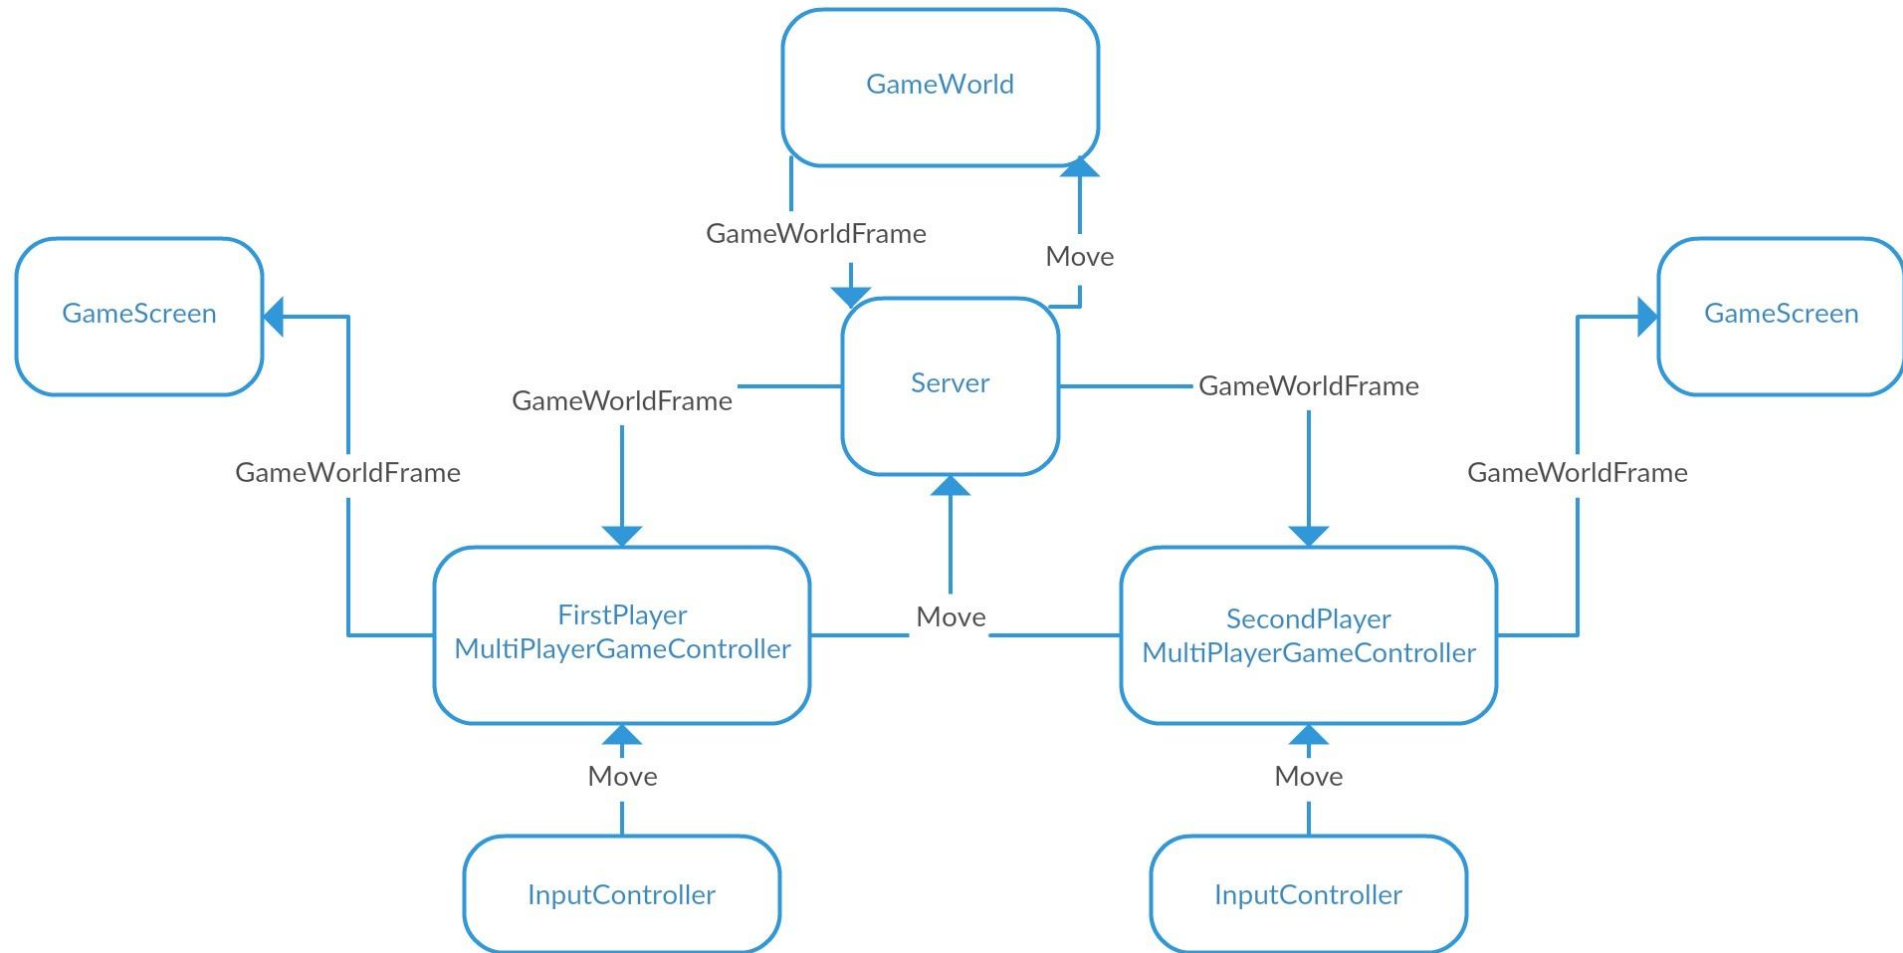 GameWorld
GameWorldFrame
Move
GameScreen
GameScreen
Server
GameWorldFrame
GameWorldFrame
GameWorldFrame
GameWorldFrame
FirstPlayer
MultiPlayerGameController
Move
SecondPlayer
MultiPlayerGameController
Move
Move
InputController
InputController